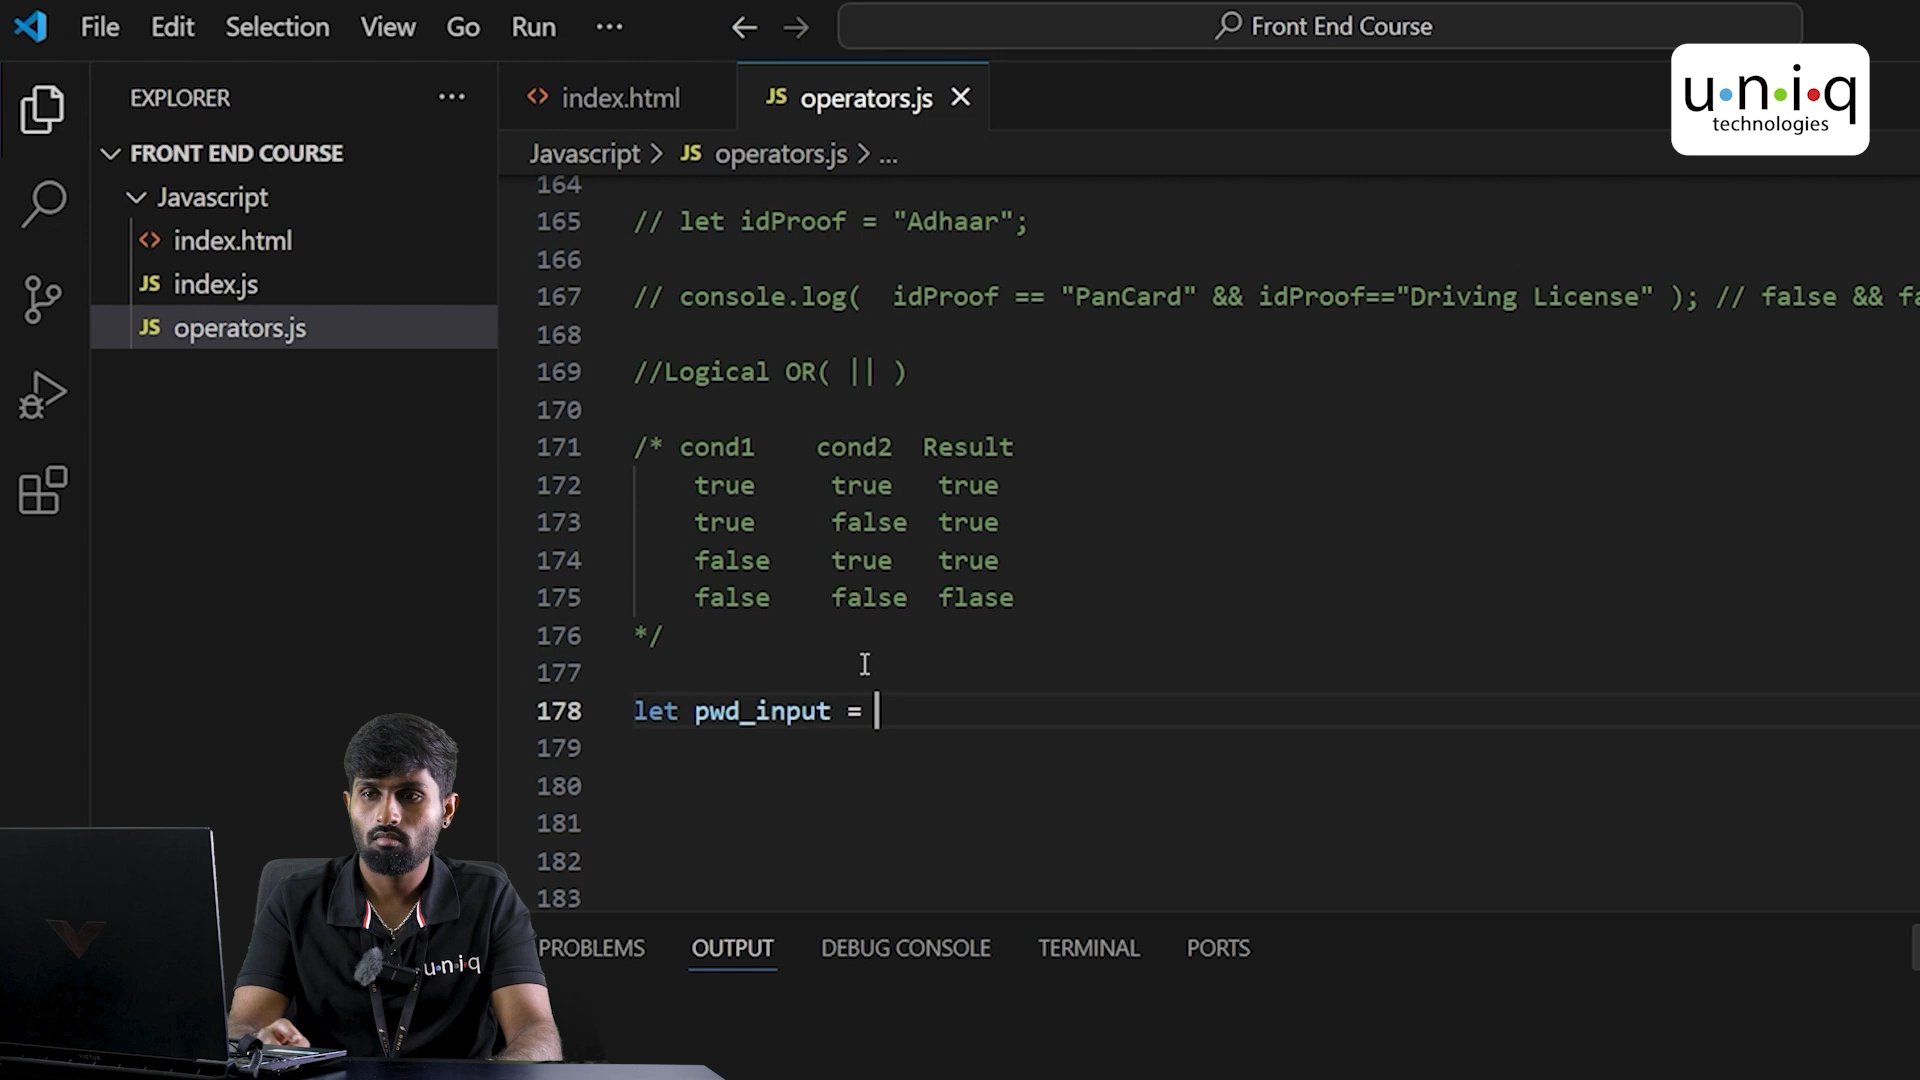 File Edit Selection View Go Run ...
Front End Course
u·n·i·q
technologies
EXPLORER ...
FRONT END COURSE
Javascript
index.html
JS index.js
JS operators.js
index.html
JS operators.js
Javascript > JS operators.js > ...
164
165 // let idProof = "Adhaar";
166
167 // console.log(  idProof == "PanCard" && idProof=="Driving License" ); // false &&
168
169 //Logical OR( || )
170
171 /* cond1    cond2  Result
172     true     true   true
173     true     false  true
174     false    true   true
175     false    false  flase
176 */
177
178 let pwd_input =
179
180
181
182
183
PROBLEMS OUTPUT DEBUG CONSOLE TERMINAL PORTS
u·n·i·q